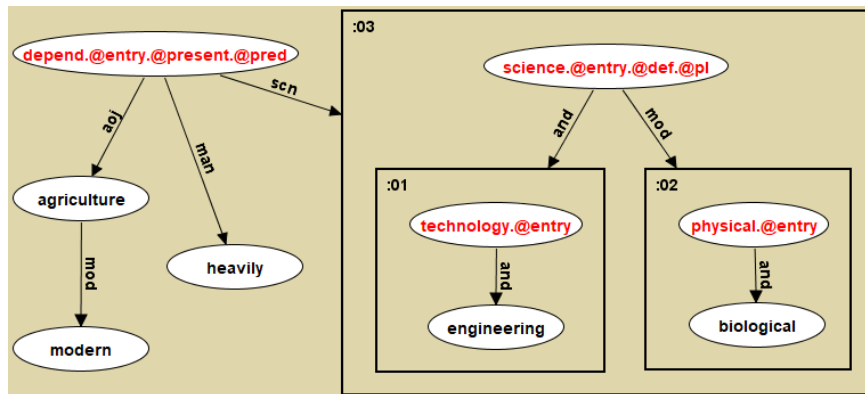 :03
depend.@entry.@present.@pred
science.@entry.@def.@pl
scn
aoj
man
and
mod
:01
:02
agriculture
technology.@entry
physical.@entry
mod
heavily
and
and
engineering
biological
modern